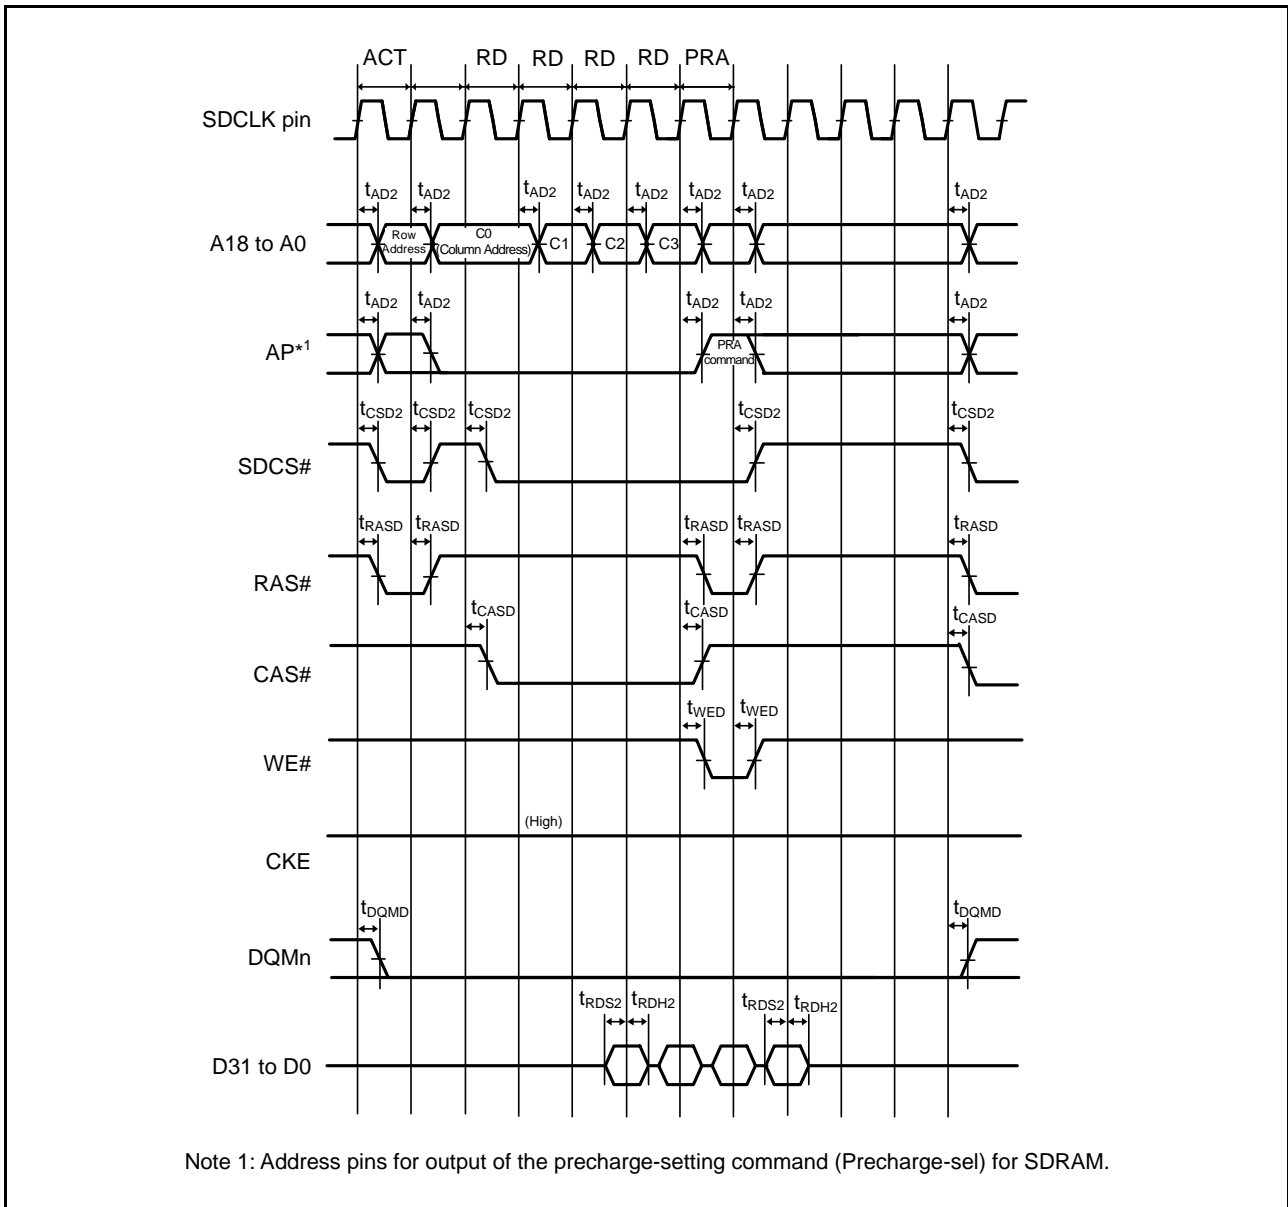 ACT RD RD RD RD PRA
SDCLK pin
tAD2 tAD2 tAD2 tAD2 tAD2 tAD2 tAD2 tAD2
A18 to A0
Row Address
C0 (Column Address)
C1
C2
C3
tAD2 tAD2 tAD2 tAD2 tAD2
AP*1
PRA command
tCSD2 tCSD2 tCSD2 tCSD2 tCSD2
SDCS#
tRASD tRASD tRASD tRASD tRASD
RAS#
tCASD tCASD tCASD
CAS#
tWED tWED
WE#
(High)
CKE
tDQMD tDQMD
DQMn
tRDS2 tRDH2 tRDS2 tRDH2
D31 to D0
Note 1: Address pins for output of the precharge-setting command (Precharge-sel) for SDRAM.